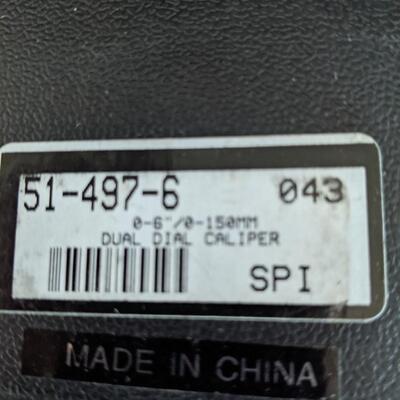 51-497-6 043
0-6"/0-150MM
DUAL DIAL CALIPER
SPI
MADE IN CHINA